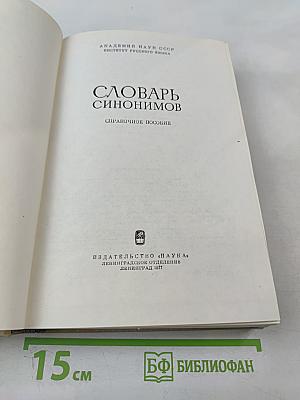 АКАДЕМИЯ НАУК СССР
ИНСТИТУТ РУССКОГО ЯЗЫКА
СЛОВАРЬ
СИНОНИМОВ
СПРАВОЧНОЕ ПОСОБИЕ
ИЗДАТЕЛЬСТВО «НАУКА»
ЛЕНИНГРАДСКОЕ ОТДЕЛЕНИЕ
ЛЕНИНГРАД 1977
15 см
БФ БИБЛИОФАН